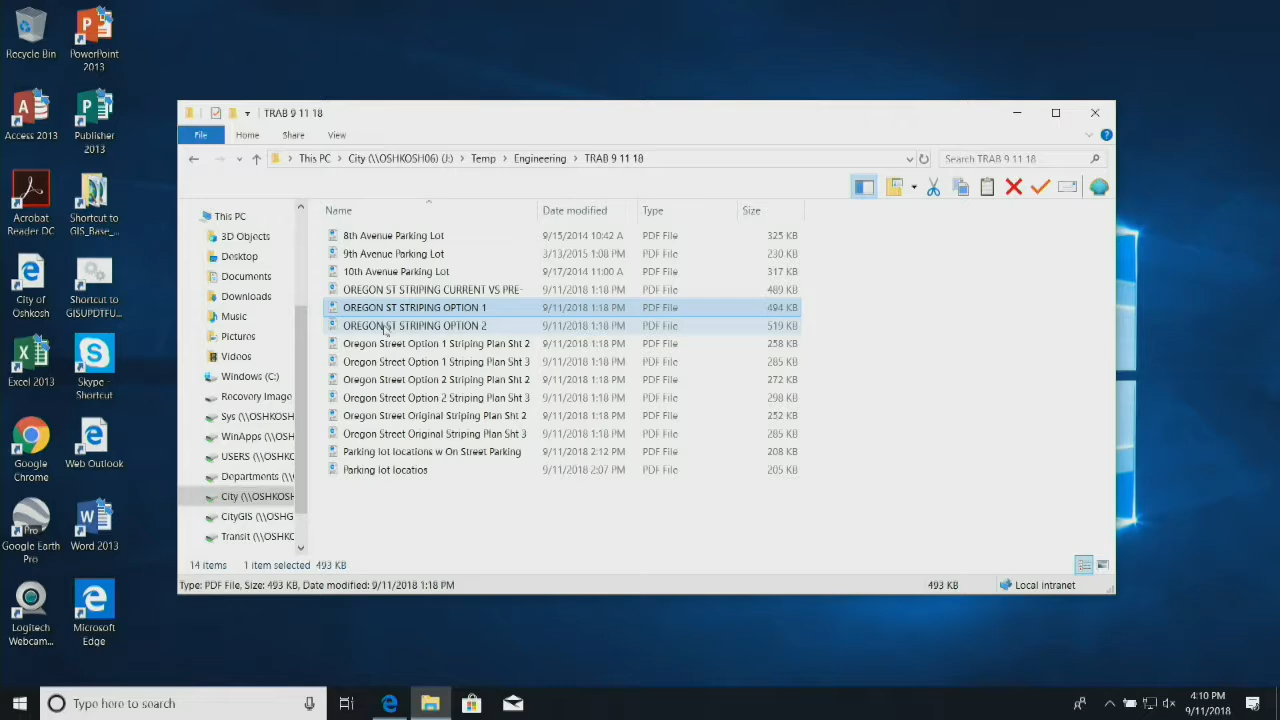 Recycle Bin
PowerPoint
2013
Access 2013
Publisher
2013
Acrobat
Reader DC
Shortcut to
GIS_Base_...
City of
Oshkosh
Shortcut to
GISUPDTFU...
Excel 2013
Skype -
Shortcut
Google
Chrome
Web Outlook
Pro
Google Earth
Pro
Word 2013
Logitech
Webcam...
Microsoft
Edge
TRAB 9 11 18
File Home Share View
This PC City (\\OSHKOSH06) (J:) Temp Engineering TRAB 9 11 18
Search TRAB 9 11 18
This PC
3D Objects
Desktop
Documents
Downloads
Music
Pictures
Videos
Windows (C:)
Recovery Image
Sys (\\OSHKOSH
WinApps (\\OSH
USERS (\\OSHKO
Departments (\\
City (\\OSHKOSH
CityGIS (\\OSHG
Transit (\\OSHKC
Name Date modified Type Size
8th Avenue Parking Lot 9/15/2014 10:42 A PDF File 325 KB
9th Avenue Parking Lot 3/13/2015 1:08 PM PDF File 230 KB
10th Avenue Parking Lot 9/17/2014 11:00 A PDF File 317 KB
OREGON ST STRIPING CURRENT VS PRE- 9/11/2018 1:18 PM PDF File 489 KB
OREGON ST STRIPING OPTION 1 9/11/2018 1:18 PM PDF File 494 KB
OREGON ST STRIPING OPTION 2 9/11/2018 1:18 PM PDF File 519 KB
Oregon Street Option 1 Striping Plan Sht 2 9/11/2018 1:18 PM PDF File 258 KB
Oregon Street Option 1 Striping Plan Sht 3 9/11/2018 1:18 PM PDF File 285 KB
Oregon Street Option 2 Striping Plan Sht 2 9/11/2018 1:18 PM PDF File 272 KB
Oregon Street Option 2 Striping Plan Sht 3 9/11/2018 1:18 PM PDF File 298 KB
Oregon Street Original Striping Plan Sht 2 9/11/2018 1:18 PM PDF File 252 KB
Oregon Street Original Striping Plan Sht 3 9/11/2018 1:18 PM PDF File 285 KB
Parking lot locations w On Street Parking 9/11/2018 2:12 PM PDF File 208 KB
Parking lot locatios 9/11/2018 2:07 PM PDF File 205 KB
14 items 1 item selected 493 KB
Type: PDF File, Size: 493 KB, Date modified: 9/11/2018 1:18 PM 493 KB Local intranet
Type here to search
4:10 PM
9/11/2018